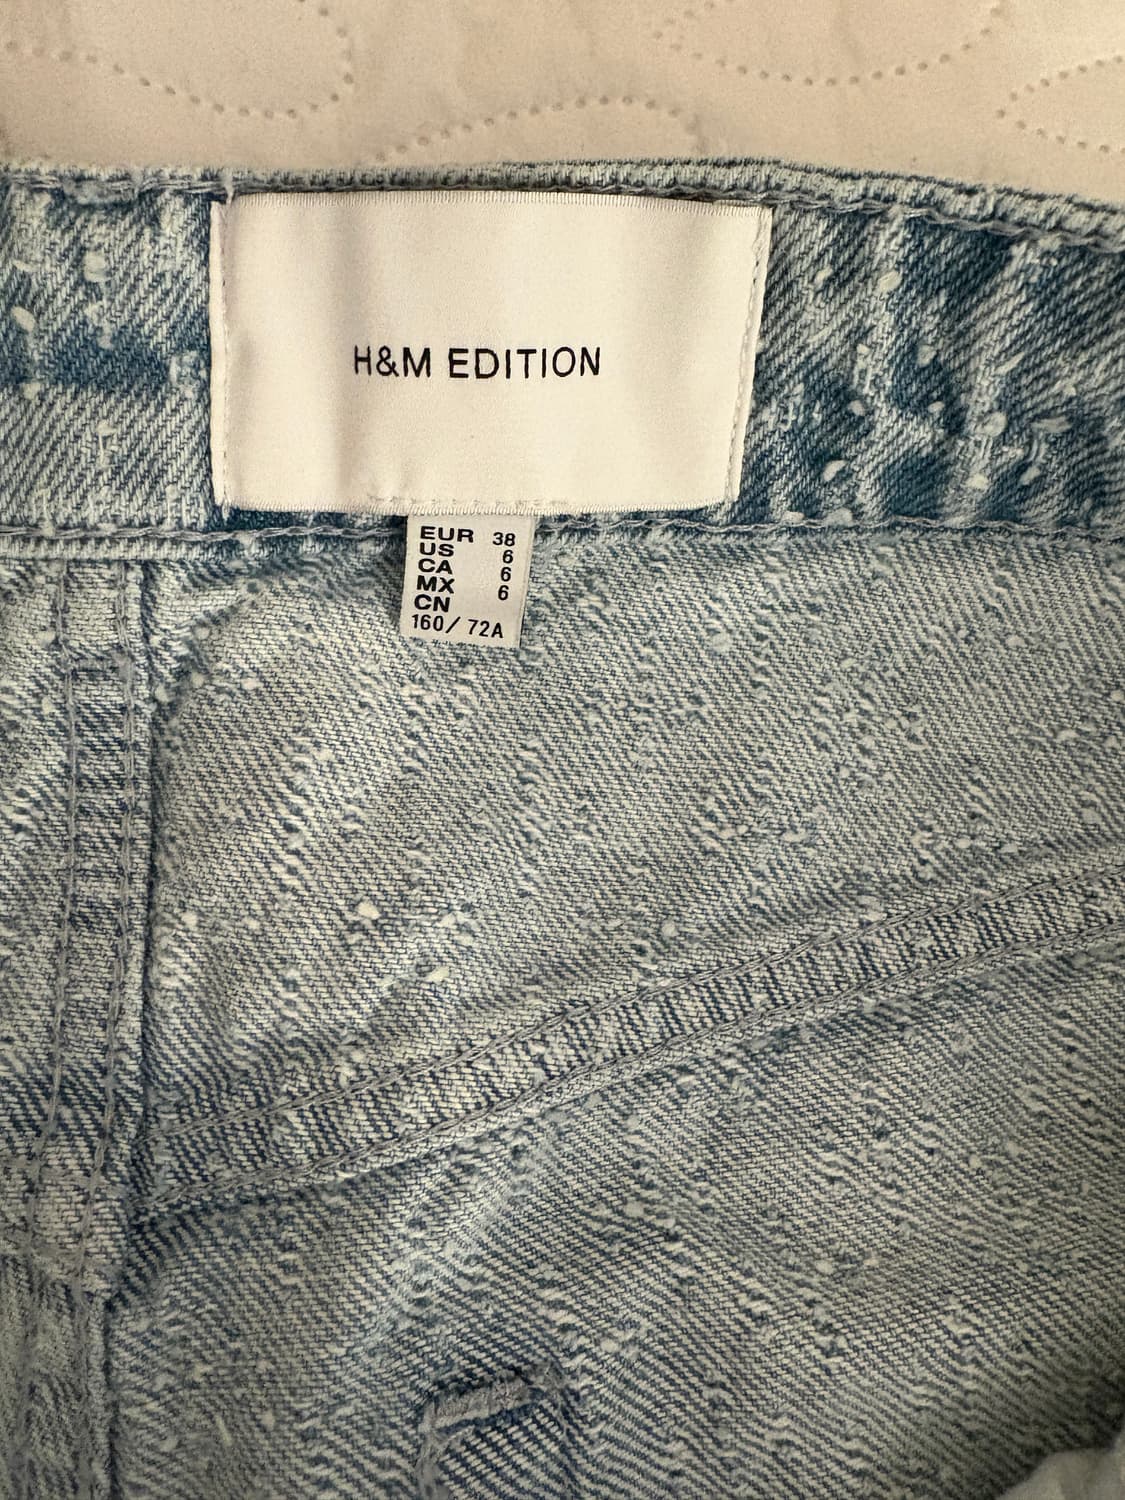 H&M EDITION
EUR 38
US 6
CA 6
MX 6
CN
160/72A